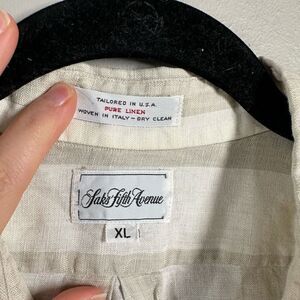 TAILORED IN U.S.A.
PURE LINEN
WOVEN IN ITALY - DRY CLEAN
Saks Fifth Avenue
XL